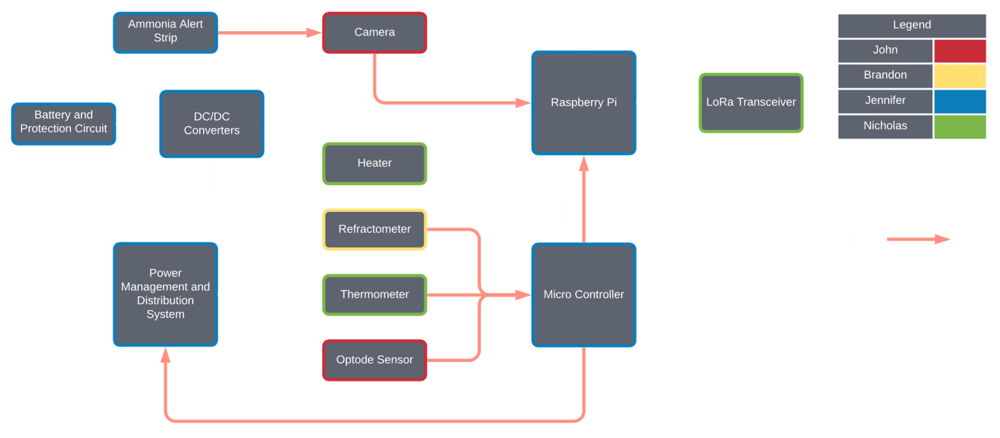 Ammonia Alert
Strip
Camera
Legend
John
Brandon
Jennifer
Nicholas
Raspberry Pi
LoRa Transceiver
Battery and
Protection Circuit
DC/DC
Converters
Heater
Refractometer
Power
Management and
Distribution
System
Thermometer
Micro Controller
Optode Sensor